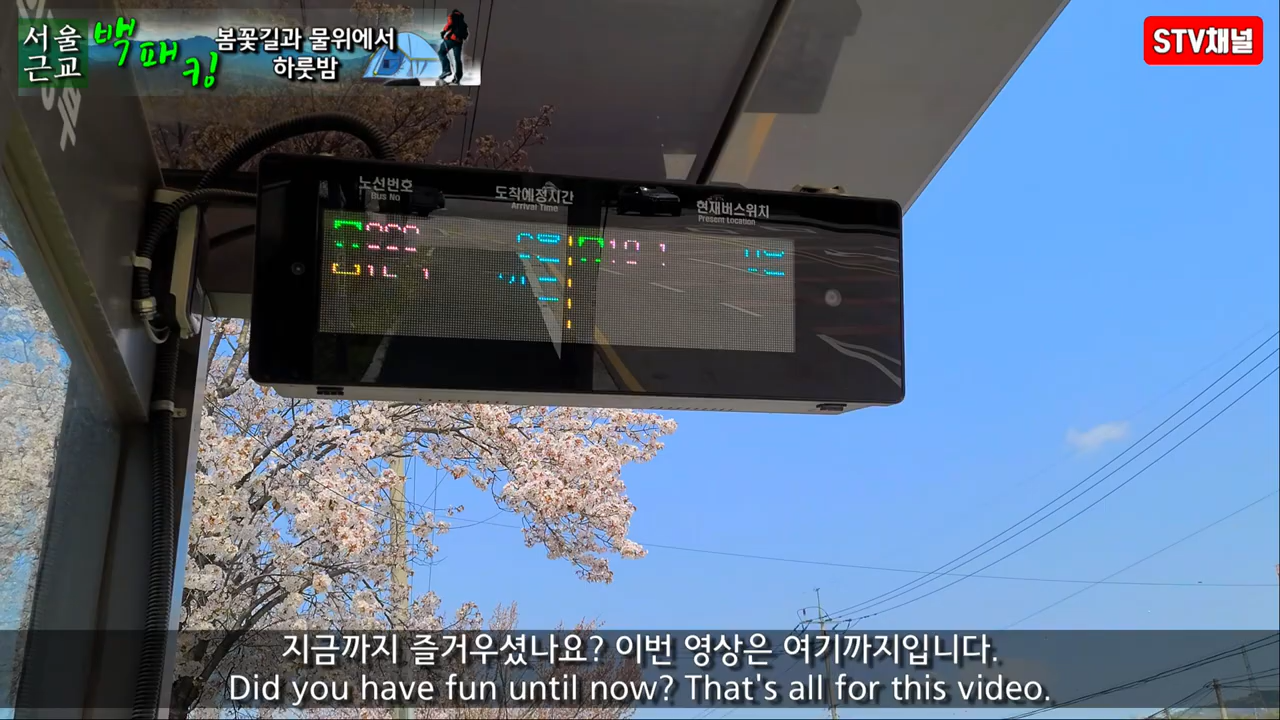 서울
근교
백패킹
봄꽃길과 물위에서
하룻밤
STV채널
노선번호
Bus No
도착예정시간
Arrival Time
현재버스위치
Present Location
지금까지 즐거우셨나요? 이번 영상은 여기까지입니다.
Did you have fun until now? That's all for this video.